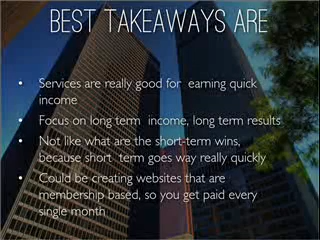 BEST TAKEAWAYS ARE
• Services are really good for earning quick
income
• Focus on long term income, long term results
• Not like what are the short-term wins,
because short term goes way really quickly
• Could be creating websites that are
membership based, so you get paid every
single month